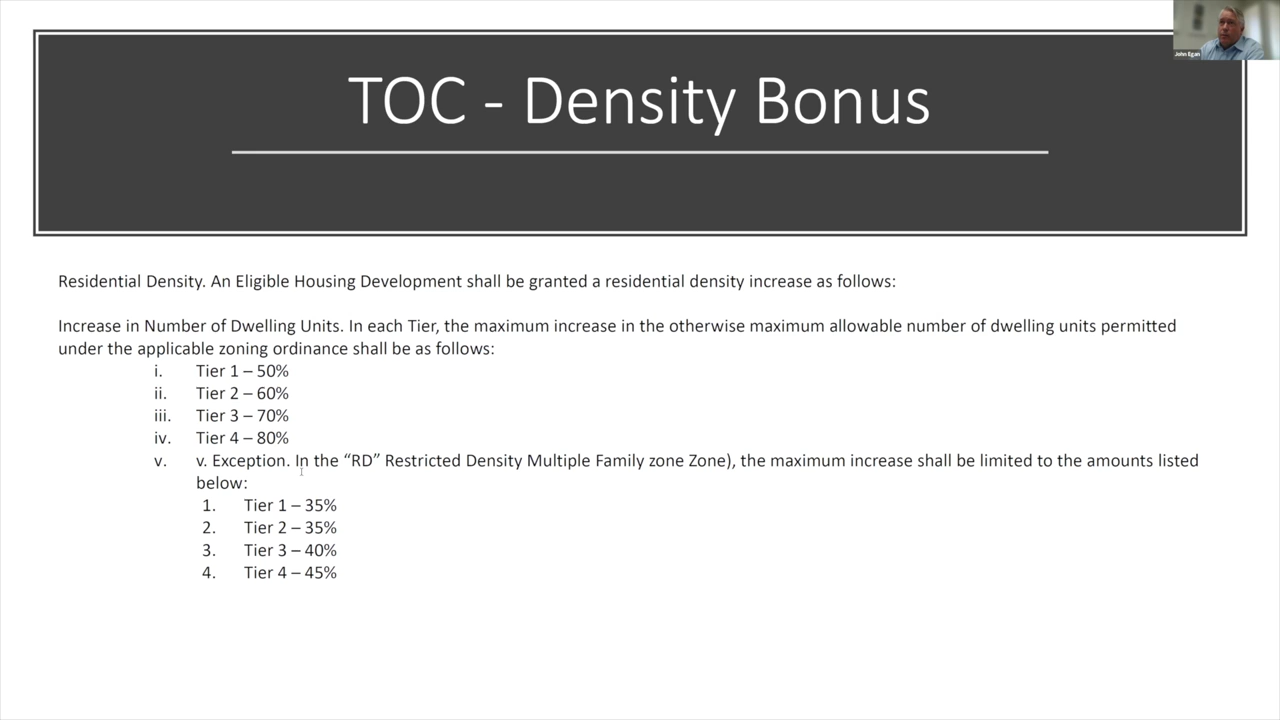 John Egan
TOC - Density Bonus
Residential Density. An Eligible Housing Development shall be granted a residential density increase as follows:
Increase in Number of Dwelling Units. In each Tier, the maximum increase in the otherwise maximum allowable number of dwelling units permitted
under the applicable zoning ordinance shall be as follows:
i. Tier 1 – 50%
ii. Tier 2 – 60%
iii. Tier 3 – 70%
iv. Tier 4 – 80%
v. v. Exception. In the “RD” Restricted Density Multiple Family zone Zone), the maximum increase shall be limited to the amounts listed
below:
1. Tier 1 – 35%
2. Tier 2 – 35%
3. Tier 3 – 40%
4. Tier 4 – 45%